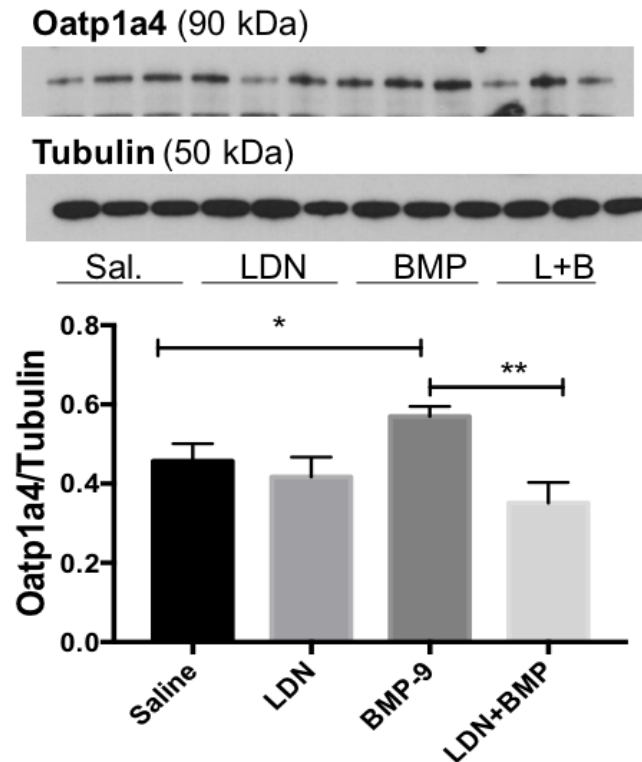 Oatp1a4 (90 kDa)
Tubulin (50 kDa)
Sal. LDN BMP L+B
0.8
0.6
0.4
0.2
0.0
Oatp1a4/Tubulin
*
**
Saline
LDN
BMP-9
LDN+BMP